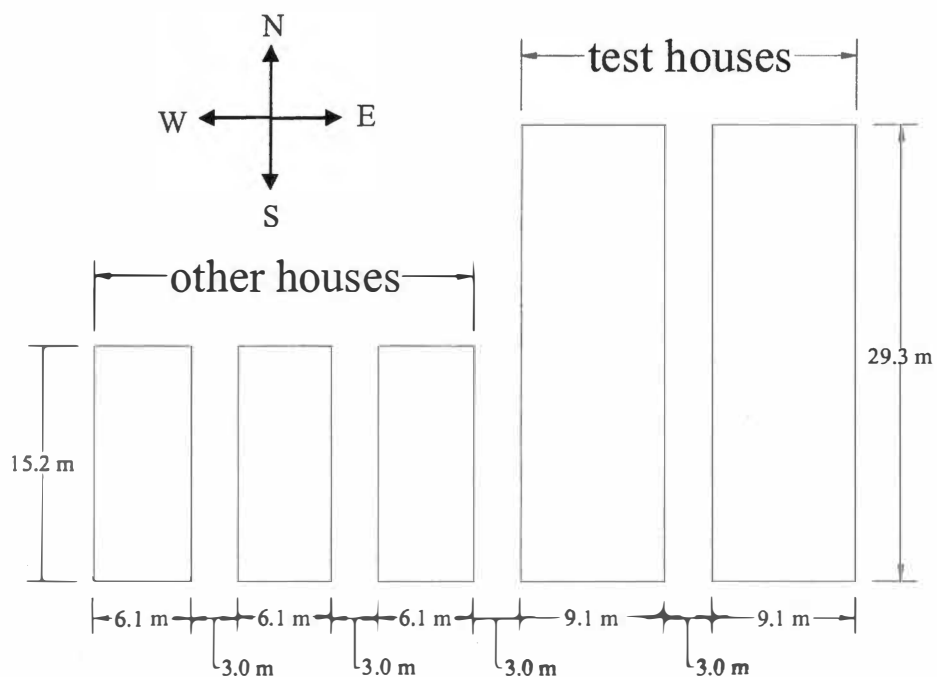 N
test houses
W
E
S
other houses
29.3 m
15.2 m
6.1 m
6.1 m
6.1 m
9.1 m
9.1 m
3.0 m
3.0 m
3.0 m
3.0 m